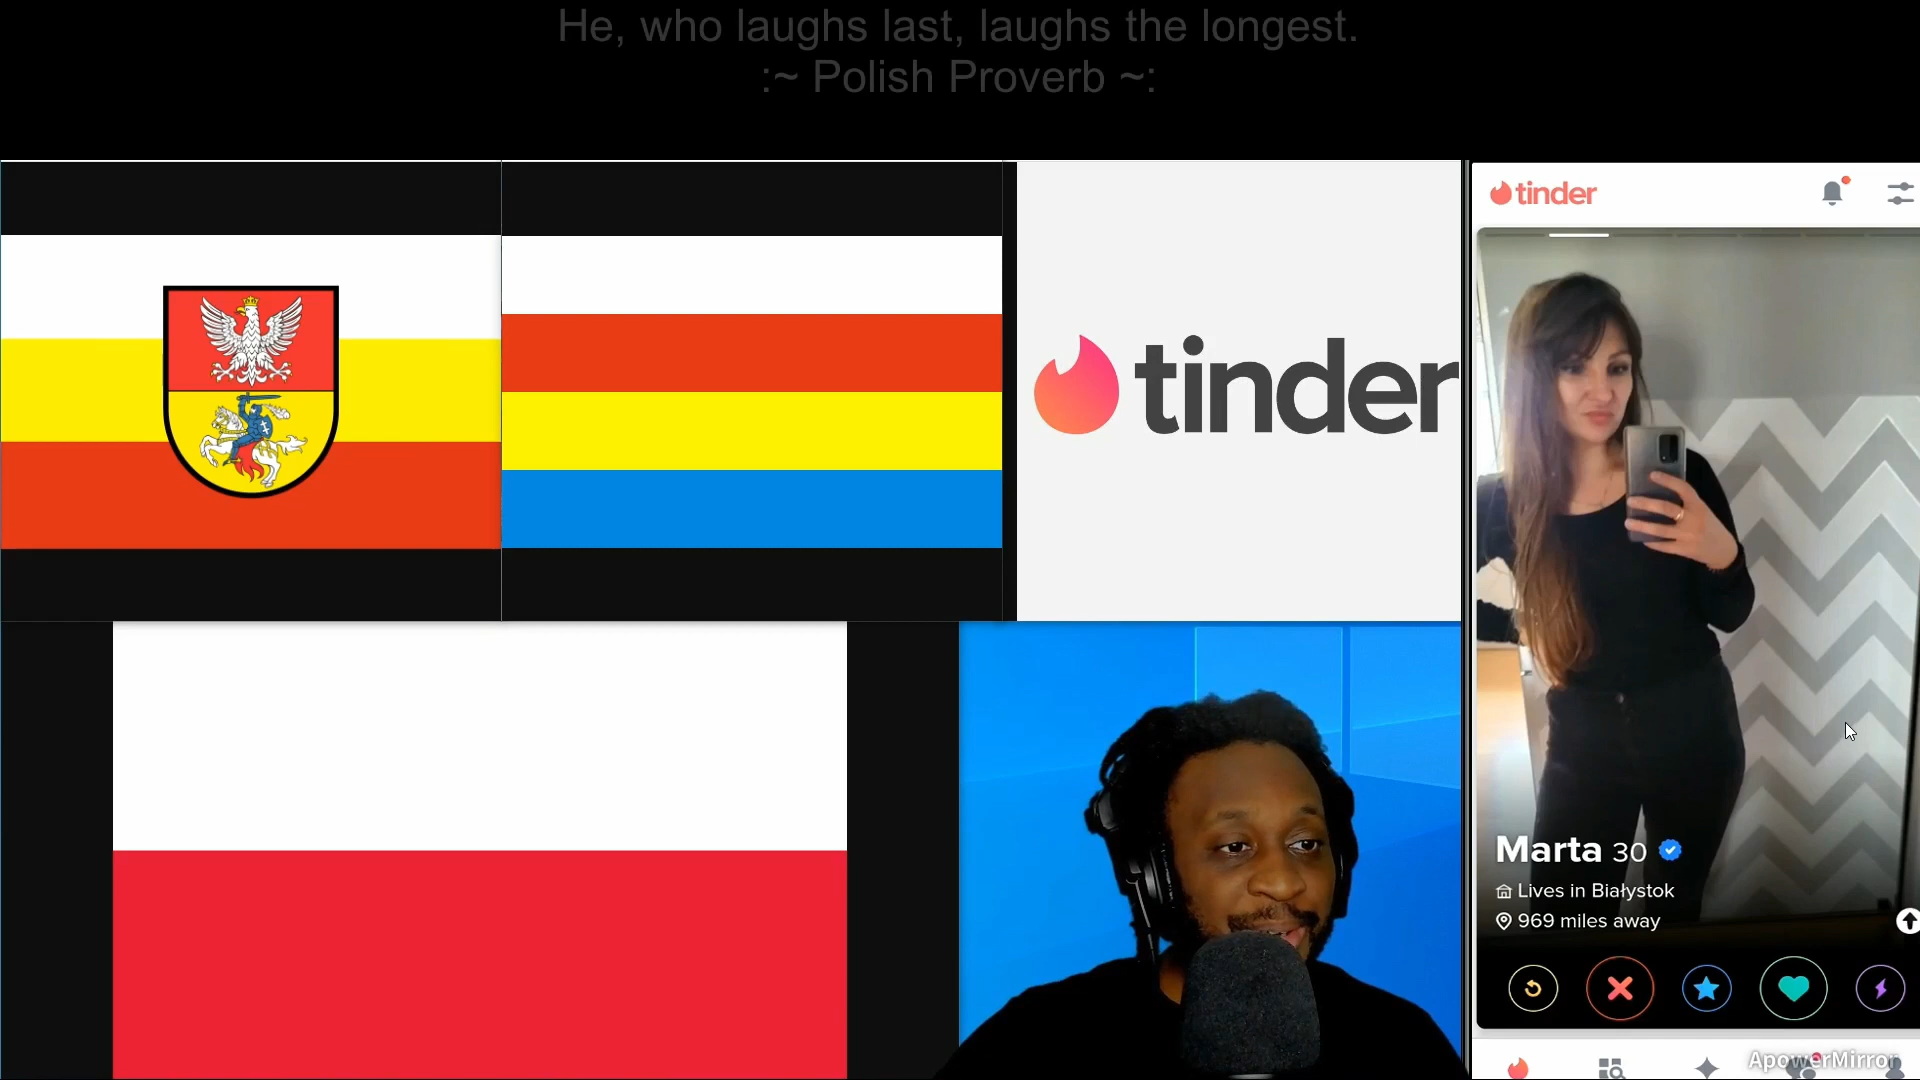 He, who laughs last, laughs the longest.
:~ Polish Proverb ~:
tinder
tinder
Marta 30
Lives in Białystok
969 miles away
ApowerMirror